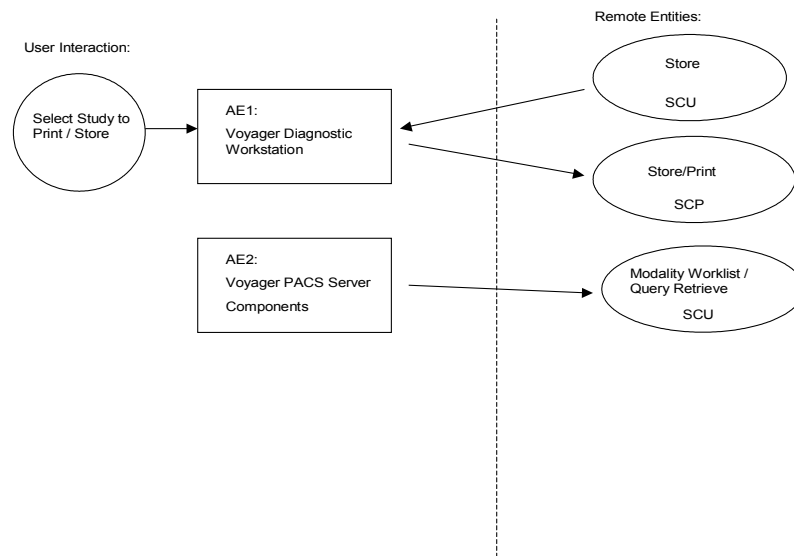 Remote Entities:
User Interaction:
Store
SCU
Select Study to
Print / Store
AE1:
Voyager Diagnostic
Workstation
Store/Print
SCP
AE2:
Voyager PACS Server
Components
Modality Worklist /
Query Retrieve
SCU